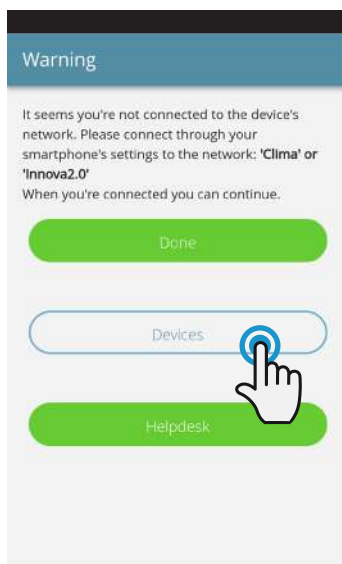 Warning
It seems you're not connected to the device's
network. Please connect through your
smartphone's settings to the network: 'Clima' or
'Innova2.0'
When you're connected you can continue.
Done
Devices
Helpdesk